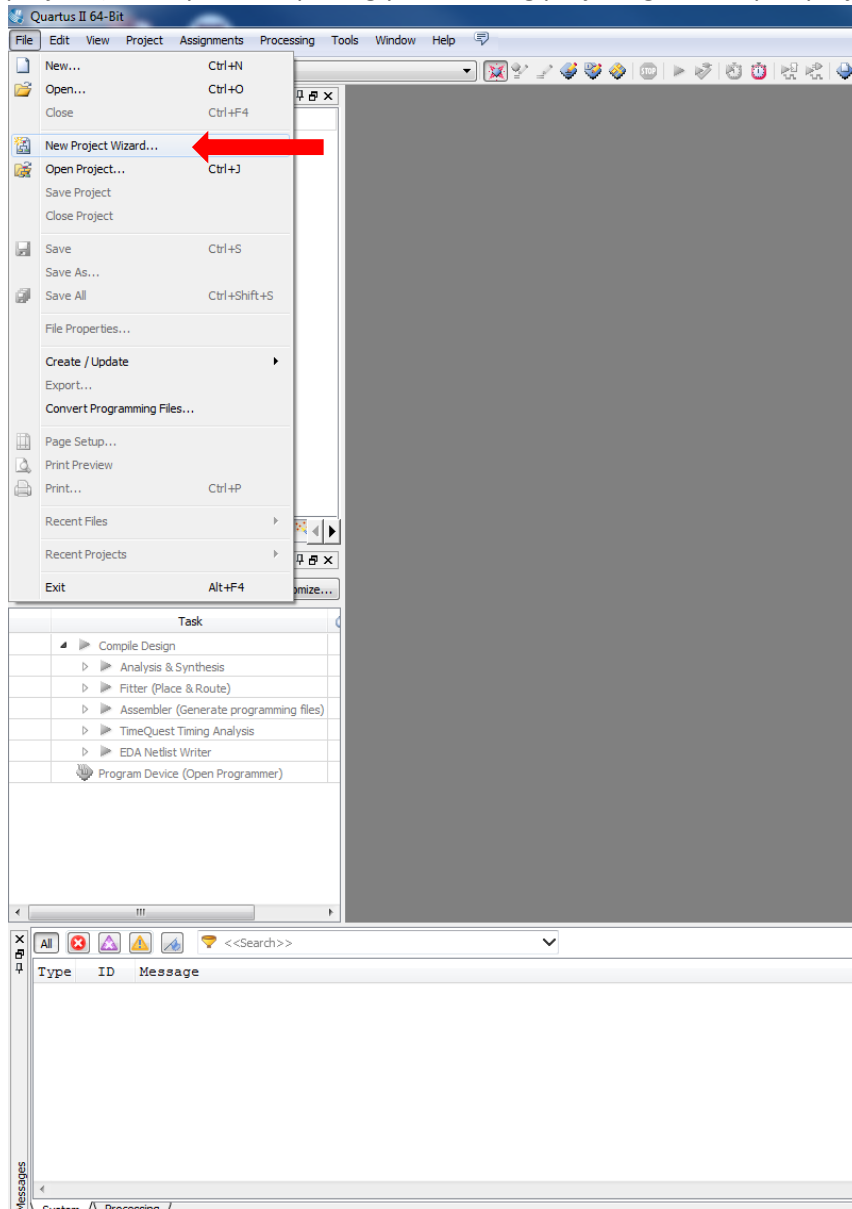 Quartus II 64-Bit
File Edit View Project Assignments Processing Tools Window Help
New... Ctrl+N
Open... Ctrl+O
Close Ctrl+F4
New Project Wizard...
Open Project... Ctrl+J
Save Project
Close Project
Save Ctrl+S
Save As...
Save All Ctrl+Shift+S
File Properties...
Create / Update
Export...
Convert Programming Files...
Page Setup...
Print Preview
Print... Ctrl+P
Recent Files
Recent Projects
Exit Alt+F4
omize...
Task
Compile Design
Analysis & Synthesis
Fitter (Place & Route)
Assembler (Generate programming files)
TimeQuest Timing Analysis
EDA Netlist Writer
Program Device (Open Programmer)
All <<Search>>
Type ID Message
Messages
System Processing